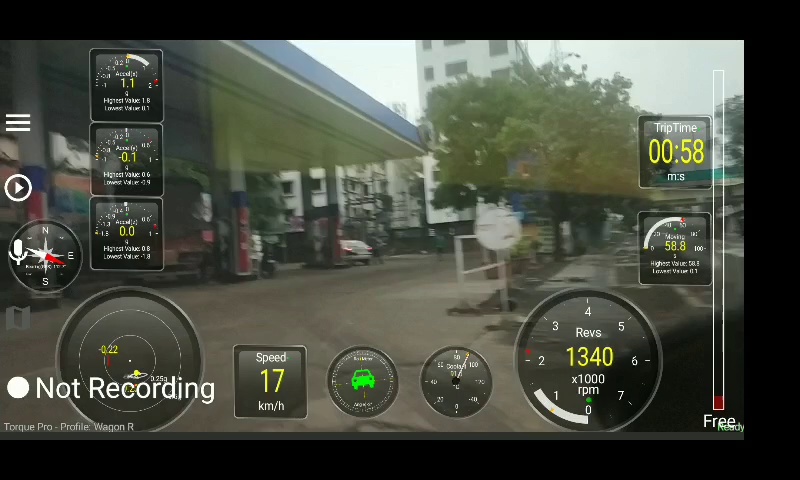 Accel(x)
1.1
g
Highest Value: 1.8
Lowest Value: 0.1
Accel(y)
-0.1
g
Highest Value: 0.6
Lowest Value: -0.9
Accel(z)
0.0
g
Highest Value: 0.8
Lowest Value: -1.8
TripTime
00:58
m:s
Moving
58.8
s
Highest Value: 58.8
Lowest Value: 0.1
N
E
S
-0.22
0.25g
Not Recording
Speed
17
km/h
Revs
1340
x1000
rpm
0
1
2
3
4
5
6
7
Free
Ready
Torque Pro - Profile: Wagon R